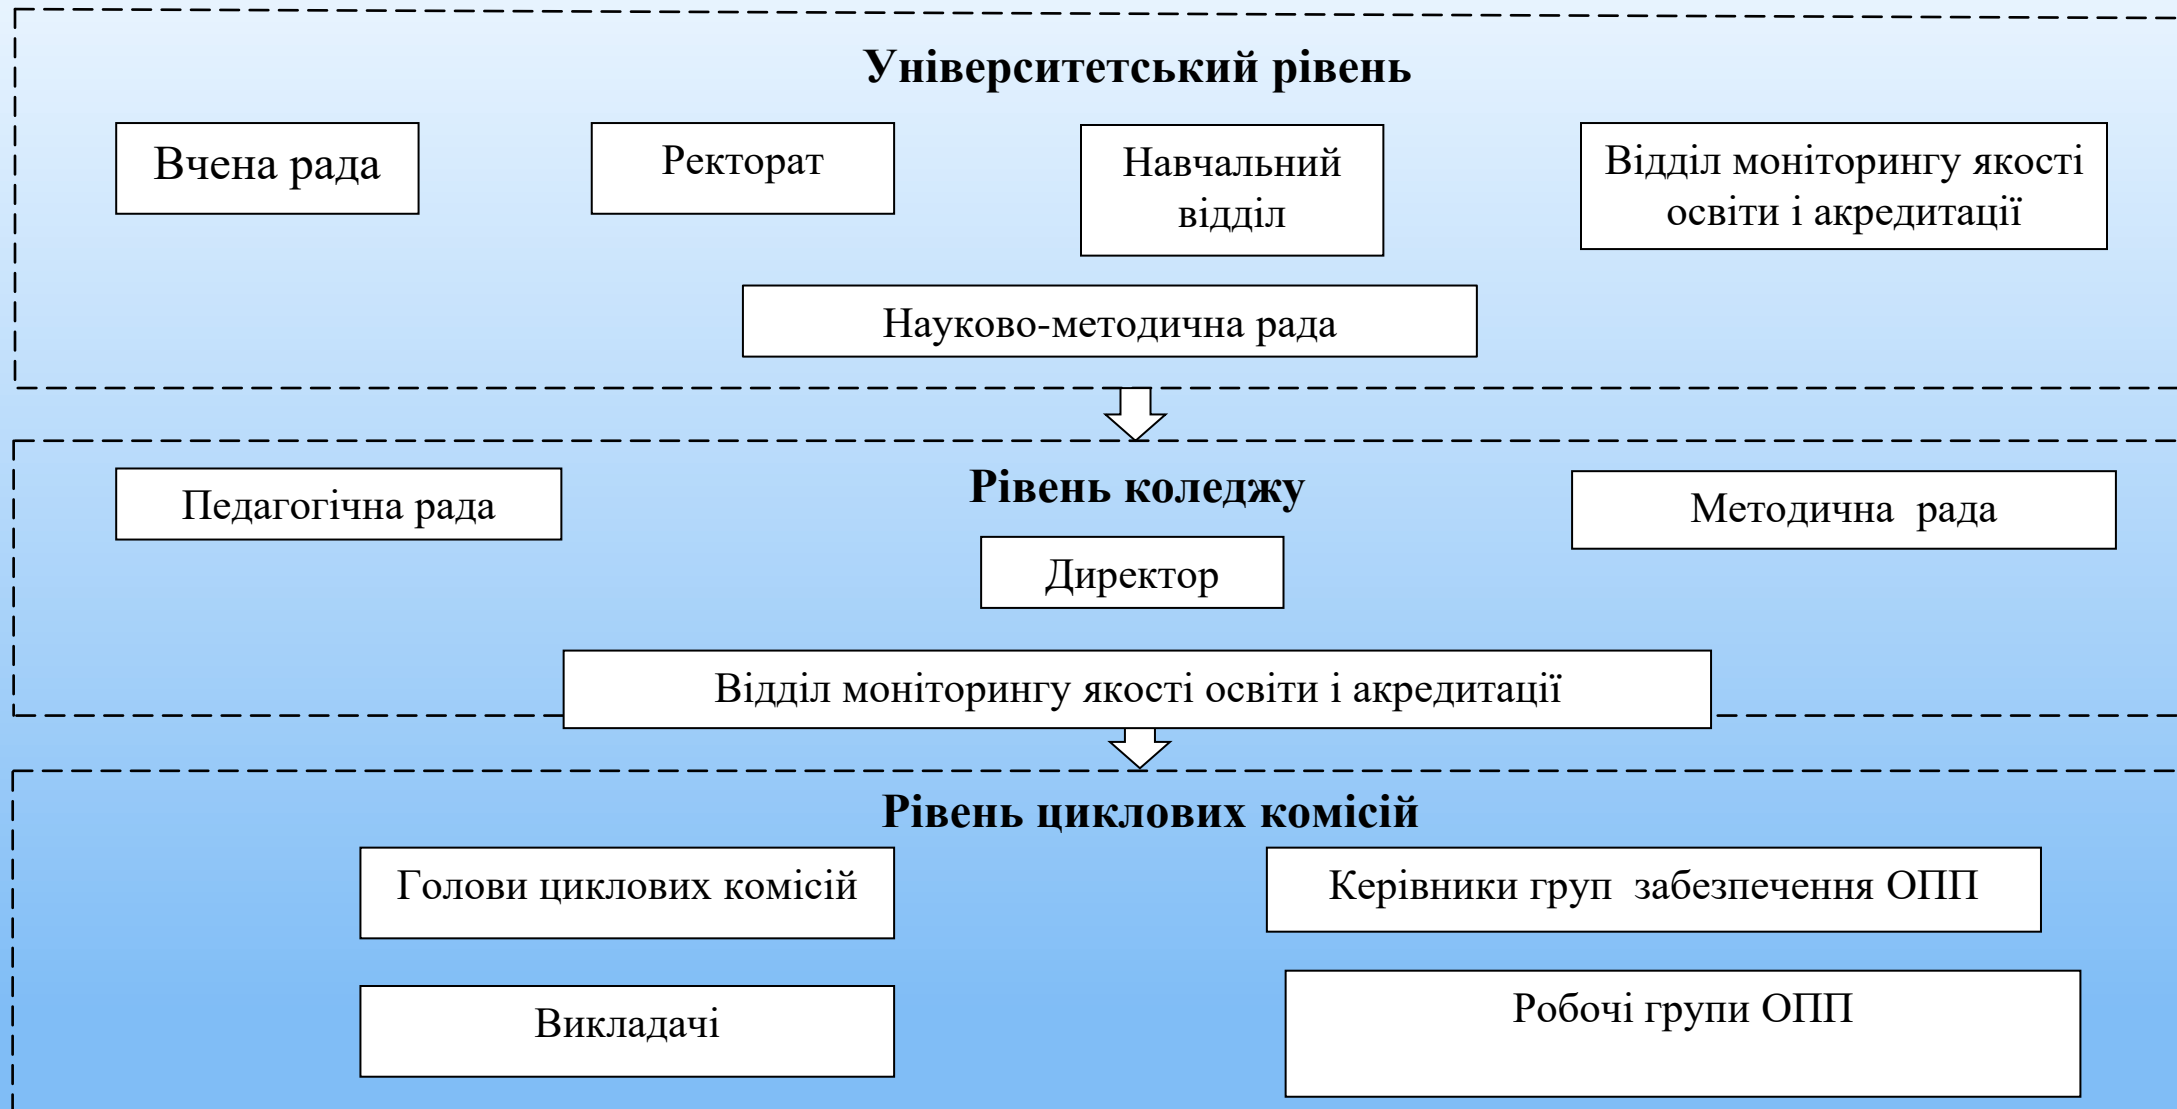 Університетський рівень
Вчена рада
Ректорат
Навчальний
відділ
Відділ моніторингу якості
освіти і акредитації
Науково-методична рада
Педагогічна рада
Рівень коледжу
Методична рада
Директор
Відділ моніторингу якості освіти і акредитації
Рівень циклових комісій
Голови циклових комісій
Керівники груп забезпечення ОПП
Викладачі
Робочі групи ОПП